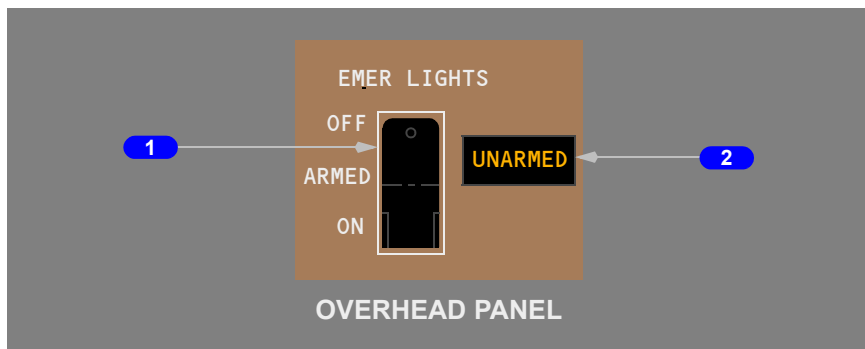 EMER LIGHTS
OFF
1
UNARMED
2
ARMED
ON
OVERHEAD PANEL